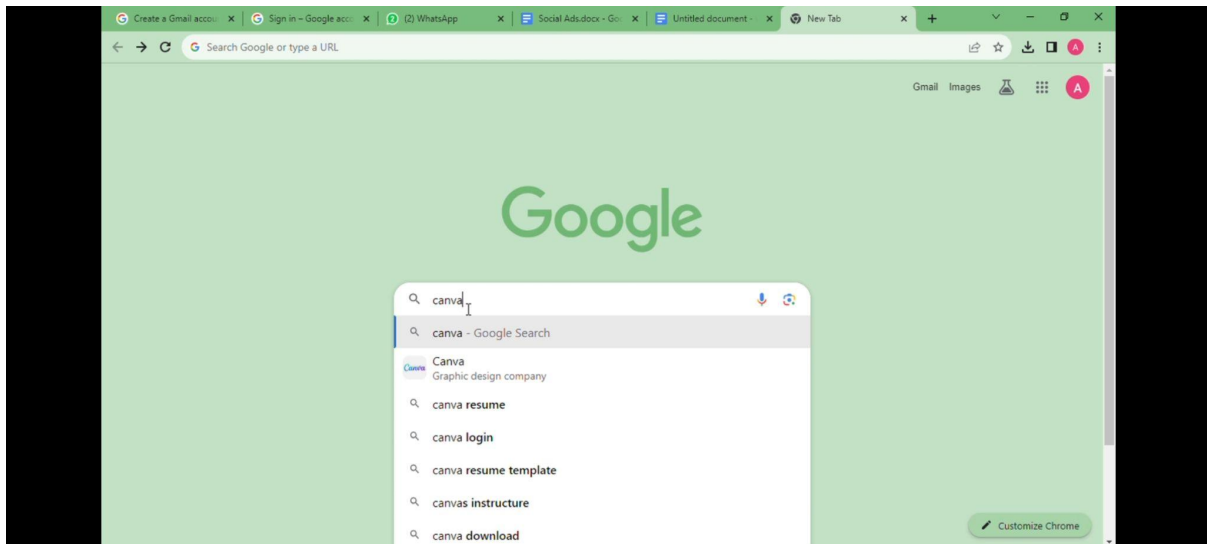 Create a Gmail accou
Sign in – Google acc
(2) WhatsApp
Social Ads.docx - Go
Untitled document -
New Tab
Search Google or type a URL
A
Gmail Images A
Google
canva
canva - Google Search
Canva
Canva
Graphic design company
canva resume
canva login
canva resume template
canvas instructure
canva download
Customize Chrome